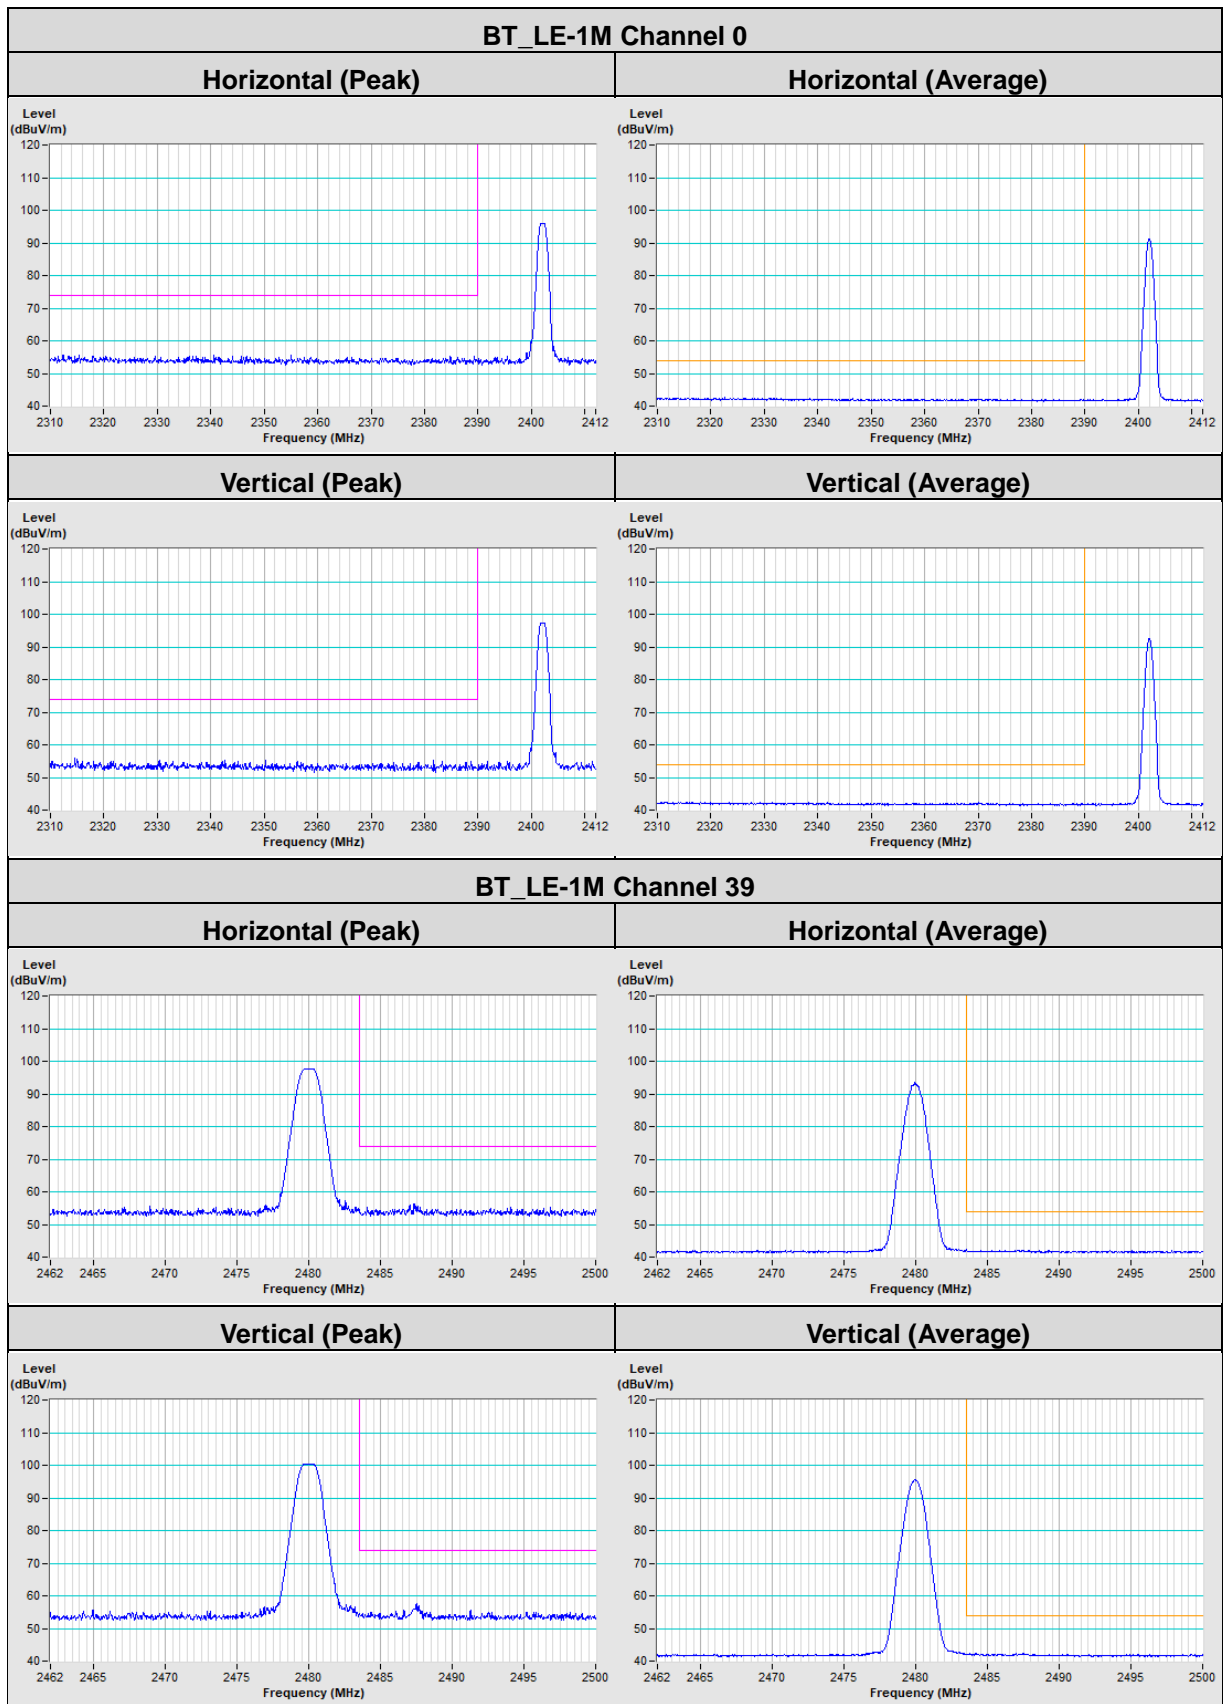 BT_LE-1M Channel 0
Horizontal (Peak)
Horizontal (Average)
Level
(dBuV/m)
120
110
100
90
80
70
60
50
40
2310 2320 2330 2340 2350 2360 2370 2380 2390 2400 2412
Frequency (MHz)
Level
(dBuV/m)
120
110
100
90
80
70
60
50
40
2310 2320 2330 2340 2350 2360 2370 2380 2390 2400 2412
Frequency (MHz)
Vertical (Peak)
Vertical (Average)
Level
(dBuV/m)
120
110
100
90
80
70
60
50
40
2310 2320 2330 2340 2350 2360 2370 2380 2390 2400 2412
Frequency (MHz)
Level
(dBuV/m)
120
110
100
90
80
70
60
50
40
2310 2320 2330 2340 2350 2360 2370 2380 2390 2400 2412
Frequency (MHz)
BT_LE-1M Channel 39
Horizontal (Peak)
Horizontal (Average)
Level
(dBuV/m)
120
110
100
90
80
70
60
50
40
2462 2465 2470 2475 2480 2485 2490 2495 2500
Frequency (MHz)
Level
(dBuV/m)
120
110
100
90
80
70
60
50
40
2462 2465 2470 2475 2480 2485 2490 2495 2500
Frequency (MHz)
Vertical (Peak)
Vertical (Average)
Level
(dBuV/m)
120
110
100
90
80
70
60
50
40
2462 2465 2470 2475 2480 2485 2490 2495 2500
Frequency (MHz)
Level
(dBuV/m)
120
110
100
90
80
70
60
50
40
2462 2465 2470 2475 2480 2485 2490 2495 2500
Frequency (MHz)